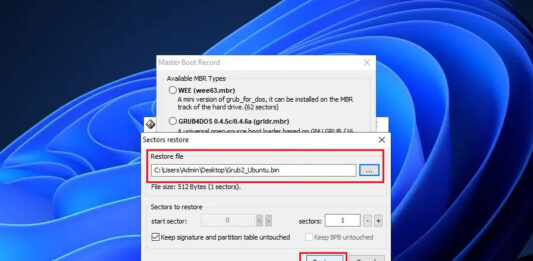 Master Boot Record
Available MBR Types
WEE (wee63.mbr)
A mini version of grub_for_dos, it can be installed on the MBR
track of the hard drive.(62 sectors)
GRUB4DOS 0.4.5c/0.4.6a (grldr.mbr)
A universal open-source boot loader based on GNU GRUB (16
Sectors restore
Restore file
C:\Users\Admin\Desktop\Grub2_Ubuntu.bin
...
File size: 512 Bytes (1 sectors)
Sectors to restore
start sector: 0 < > sectors: 1 - +
Keep signature and partition table untouched Keep BPB untouched